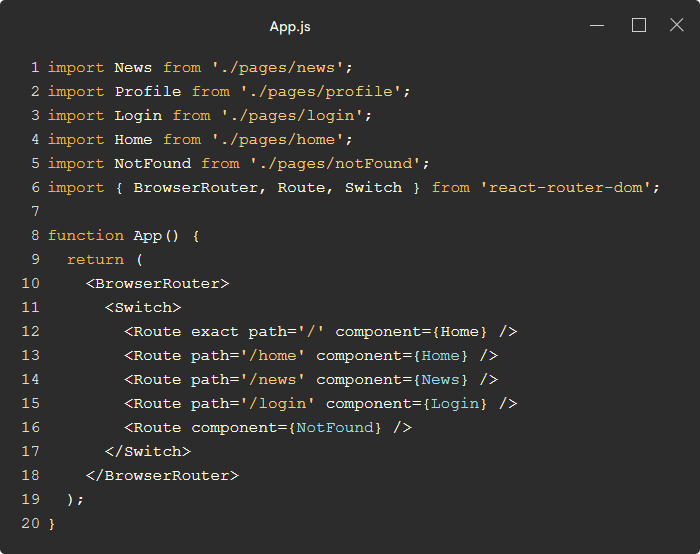 App.js
1 import News from './pages/news';
2 import Profile from './pages/profile';
3 import Login from './pages/login';
4 import Home from './pages/home';
5 import NotFound from './pages/notFound';
6 import { BrowserRouter, Route, Switch } from 'react-router-dom';
7
8 function App() {
9   return (
10     <BrowserRouter>
11       <Switch>
12         <Route exact path='/' component={Home} />
13         <Route path='/home' component={Home} />
14         <Route path='/news' component={News} />
15         <Route path='/login' component={Login} />
16         <Route component={NotFound} />
17       </Switch>
18     </BrowserRouter>
19   );
20 }